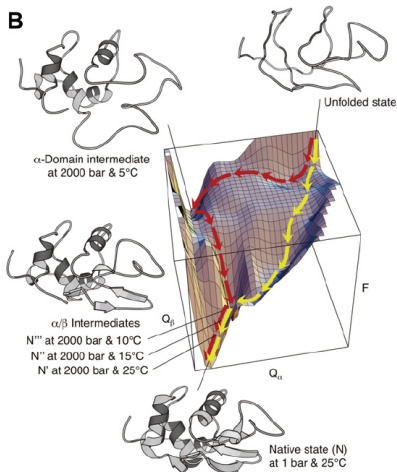 B
Unfolded state
α-Domain intermediate
at 2000 bar & 5°C
F
α/β Intermediates
Qβ
N''' at 2000 bar & 10°C
N'' at 2000 bar & 15°C
N' at 2000 bar & 25°C
Qα
Native state (N)
at 1 bar & 25°C